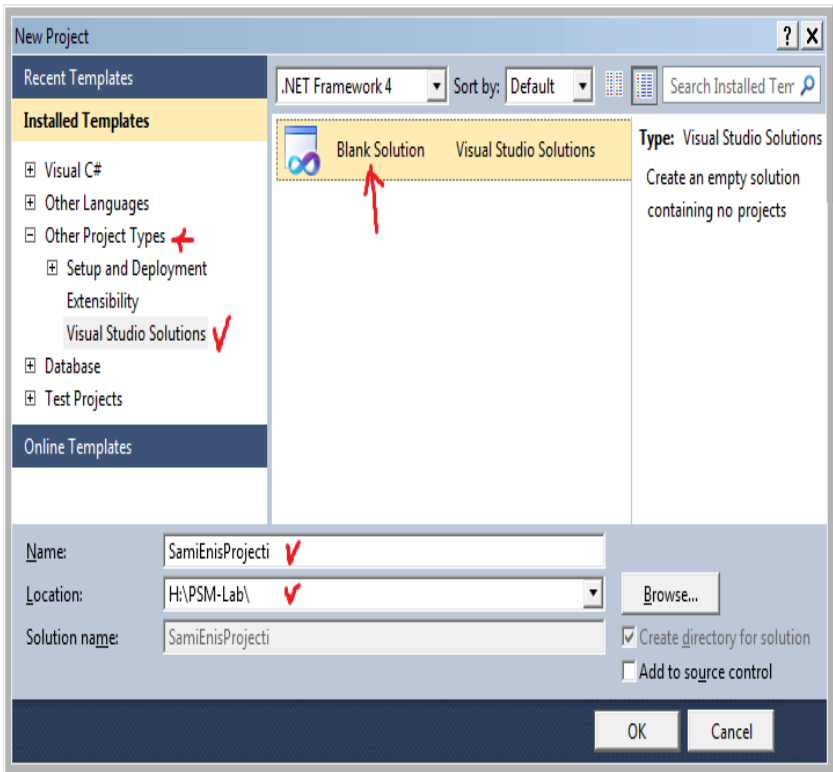 New Project
Recent Templates
Installed Templates
Visual C#
Other Languages
Other Project Types
Setup and Deployment
Extensibility
Visual Studio Solutions
Database
Test Projects
Online Templates
.NET Framework 4 Sort by: Default Search Installed Tem
Blank Solution Visual Studio Solutions
Type: Visual Studio Solutions
Create an empty solution
containing no projects
Name: SamiEnisProjecti
Location: H:\PSM-Lab\ Browse...
Solution name: SamiEnisProjecti Create directory for solution
Add to source control
OK Cancel